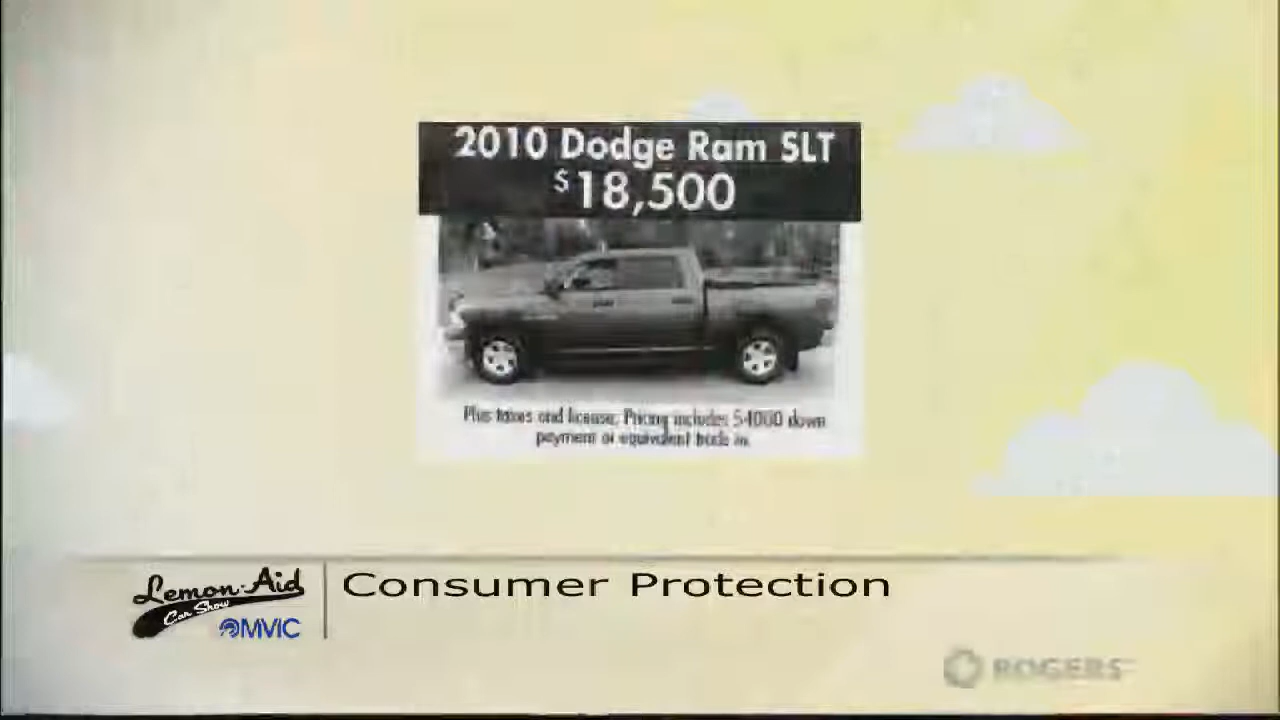 2010 Dodge Ram SLT
$18,500
Plus taxes and license. Pricing includes $4000 down
payment or equivalent trade in.
Lemon-Aid
Car Show
OMVIC
Consumer Protection
ROGERS